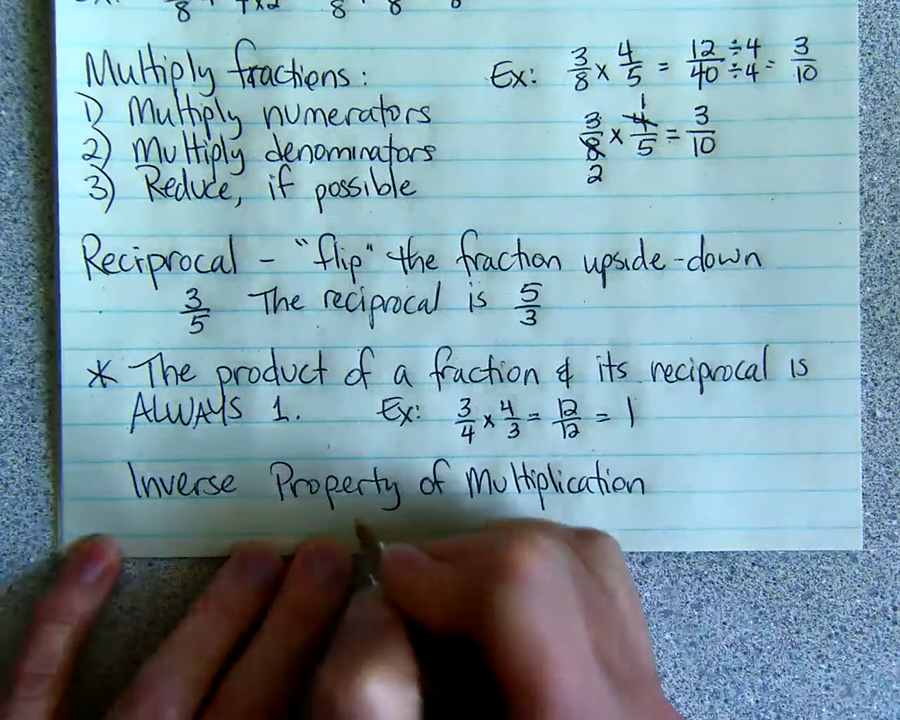 Multiply fractions: Ex: 3/8 x 4/5 = 12/40 ÷4/÷4 = 3/10
1) Multiply numerators
2) Multiply denominators 3/8 x 4/5 = 3/10
1
2
3) Reduce, if possible
Reciprocal - "flip" the fraction upside-down
3/5 The reciprocal is 5/3
* The product of a fraction & its reciprocal is
ALWAYS 1. Ex: 3/4 x 4/3 = 12/12 = 1
Inverse Property of Multiplication